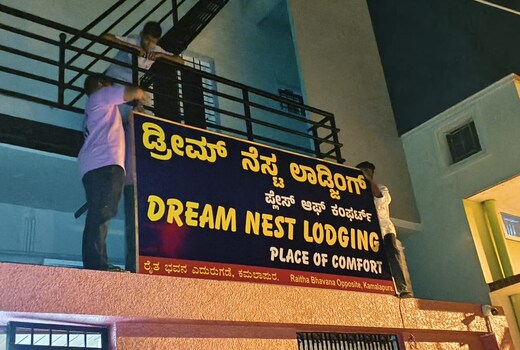 ಡ್ರೀಮ್ ನೆಸ್ಟ ಲಾಡ್ಜಿಂಗ್
ಪ್ಲೇಸ್ ಆಫ್ ಕಂಫರ್ಟ್
DREAM NEST LODGING
PLACE OF COMFORT
ರೈತ ಭವನ ಎದುರುಗಡೆ, ಕಮಲಾಪುರ. Raitha Bhavana Opposite, Kamalapura.